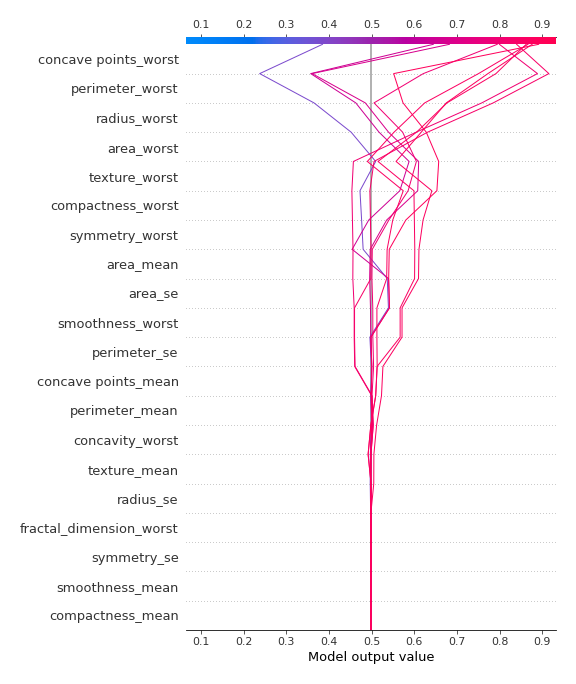 0.1 0.2 0.3 0.4 0.5 0.6 0.7 0.8 0.9
concave points_worst
perimeter_worst
radius_worst
area_worst
texture_worst
compactness_worst
symmetry_worst
area_mean
area_se
smoothness_worst
perimeter_se
concave points_mean
perimeter_mean
concavity_worst
texture_mean
radius_se
fractal_dimension_worst
symmetry_se
smoothness_mean
compactness_mean
0.1 0.2 0.3 0.4 0.5 0.6 0.7 0.8 0.9
Model output value